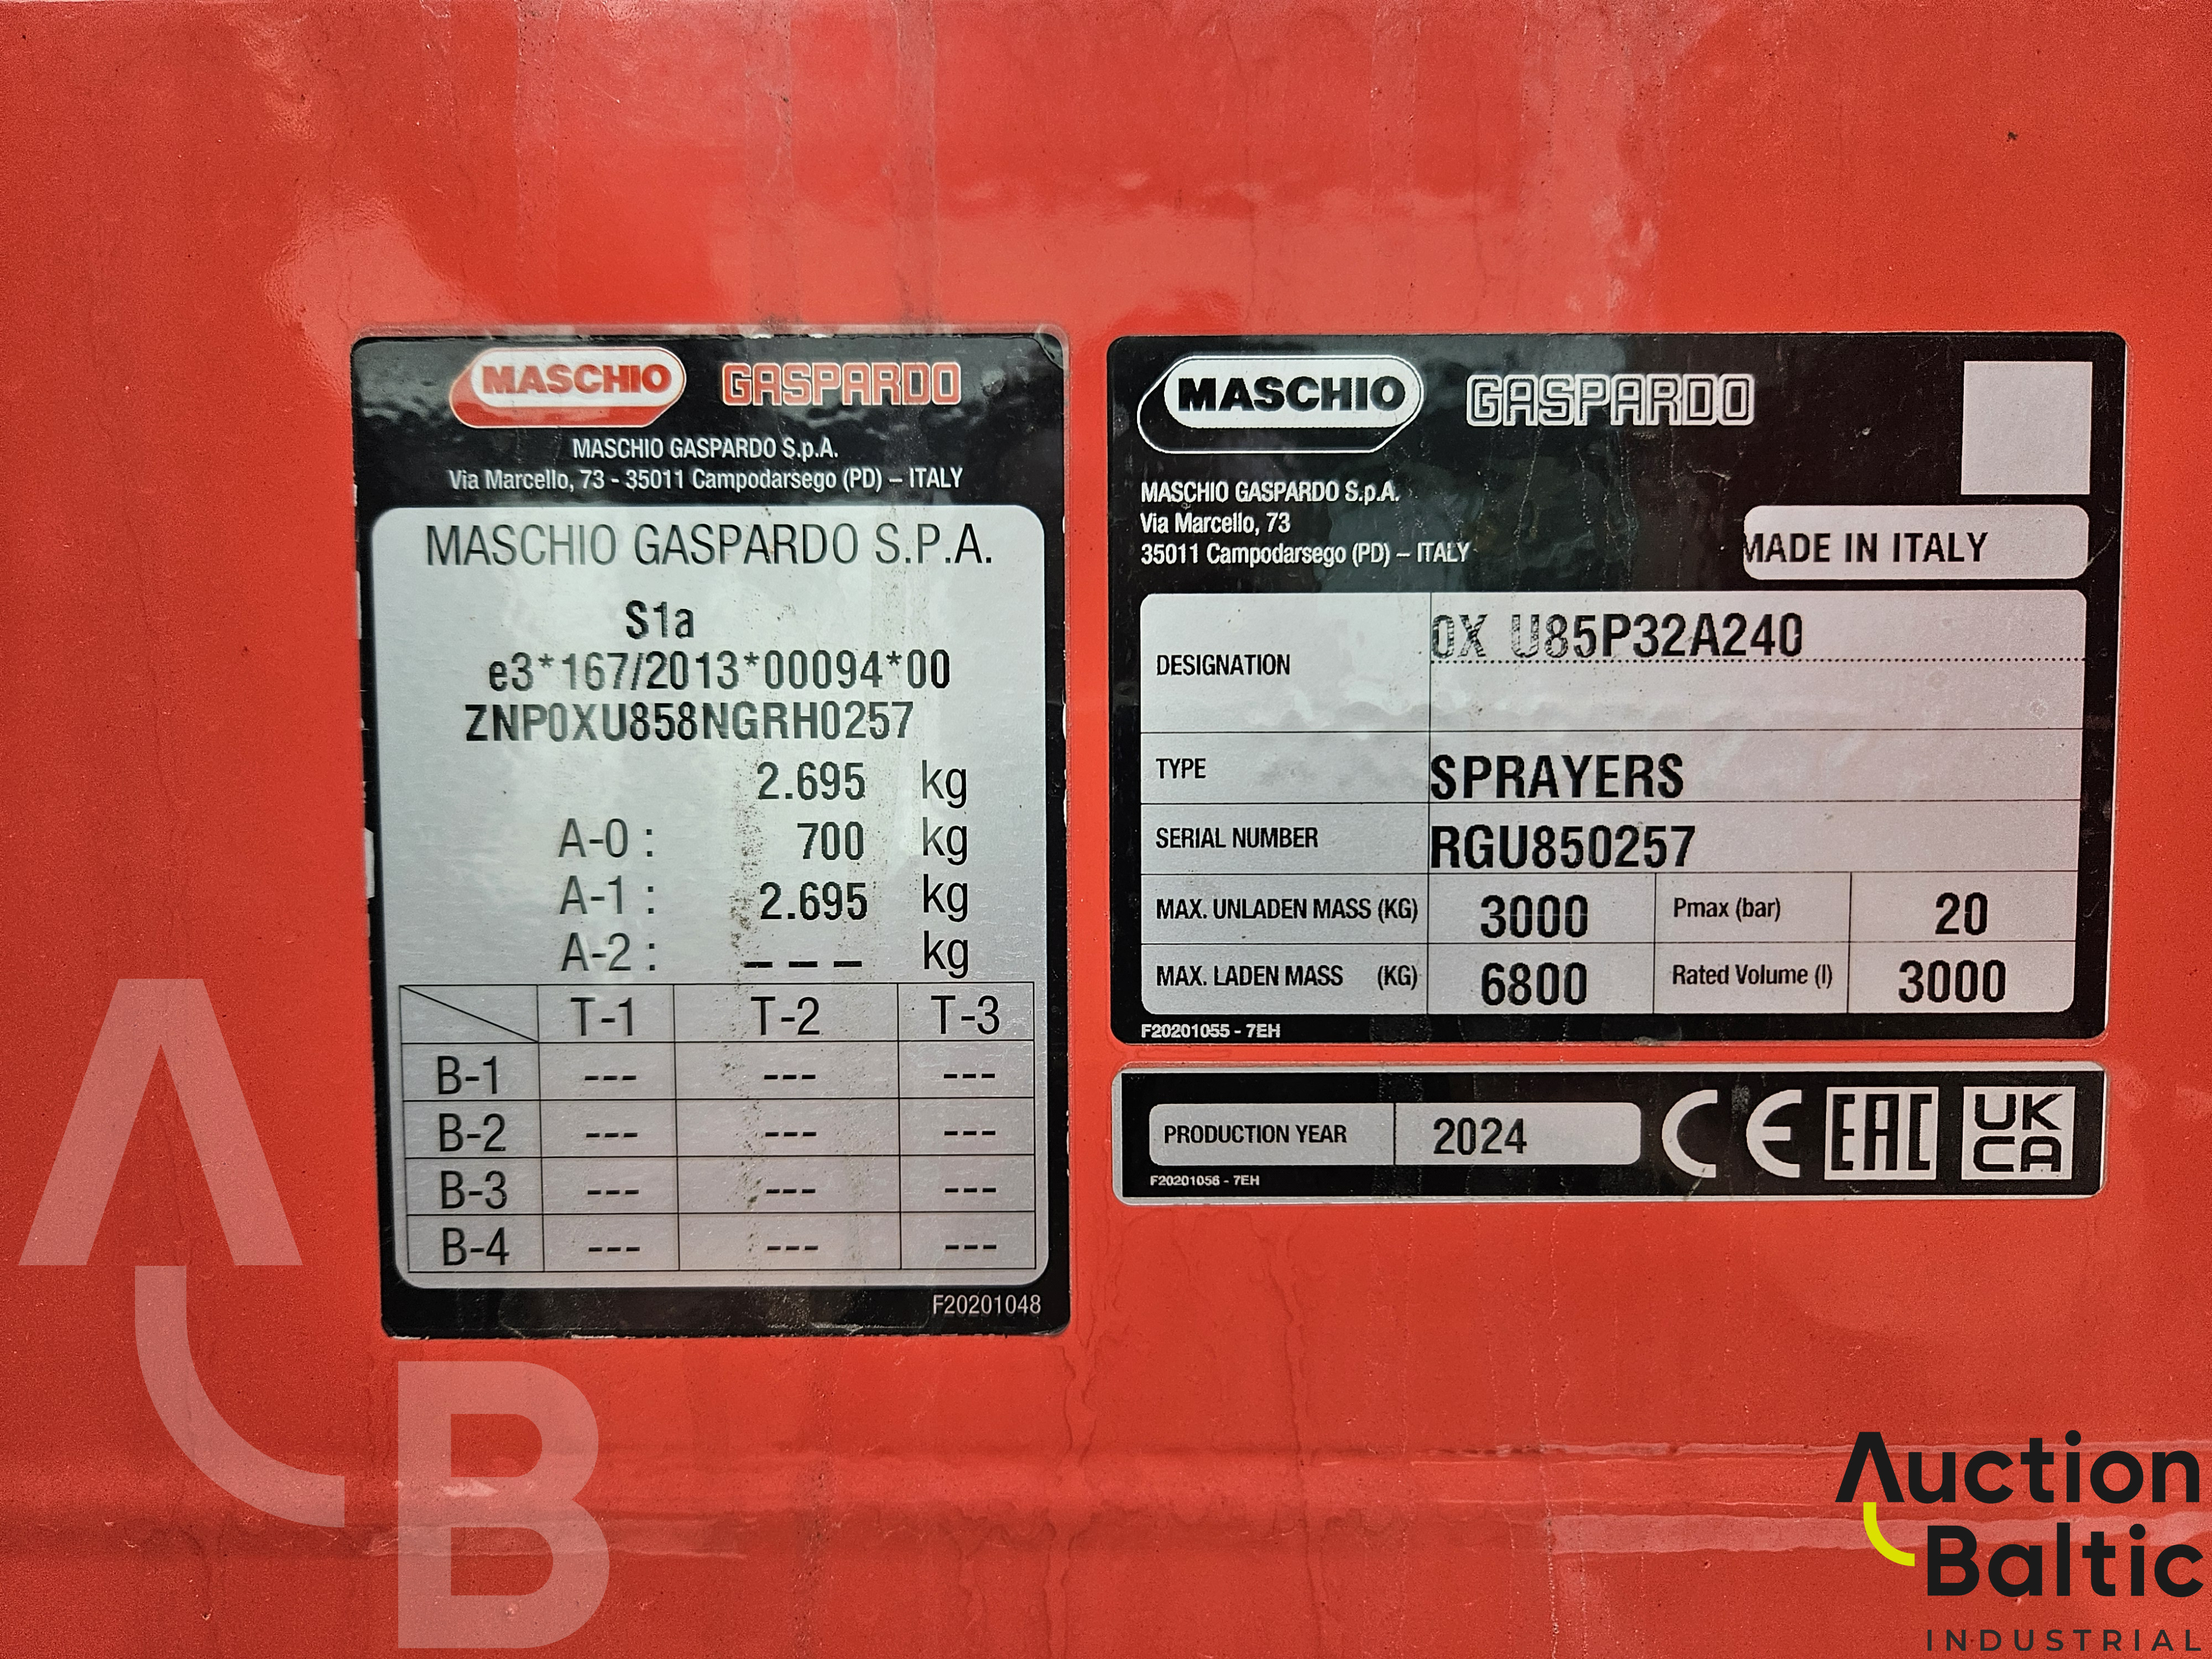 MASCHIO GASPARDO
MASCHIO GASPARDO S.p.A.
Via Marcello, 73 - 35011 Campodarsego (PD) – ITALY
MASCHIO GASPARDO S.P.A.
S1a
e3*167/2013*00094*00
ZNP0XU858NGRH0257
2.695 kg
A-0 : 700 kg
A-1 : 2.695 kg
A-2 : --- kg
T-1 T-2 T-3
B-1 --- --- ---
B-2 --- --- ---
B-3 --- --- ---
B-4 --- --- ---
F20201048
MASCHIO GASPARDO
MASCHIO GASPARDO S.p.A.
Via Marcello, 73
35011 Campodarsego (PD) – ITALY
MADE IN ITALY
DESIGNATION 0X U85P32A240
TYPE SPRAYERS
SERIAL NUMBER RGU850257
MAX. UNLADEN MASS (KG) 3000 Pmax (bar) 20
MAX. LADEN MASS (KG) 6800 Rated Volume (l) 3000
F20201055 - 7EH
PRODUCTION YEAR 2024 CE EAC UK CA
F20201056 - 7EH
AB
Auction
Baltic
INDUSTRIAL